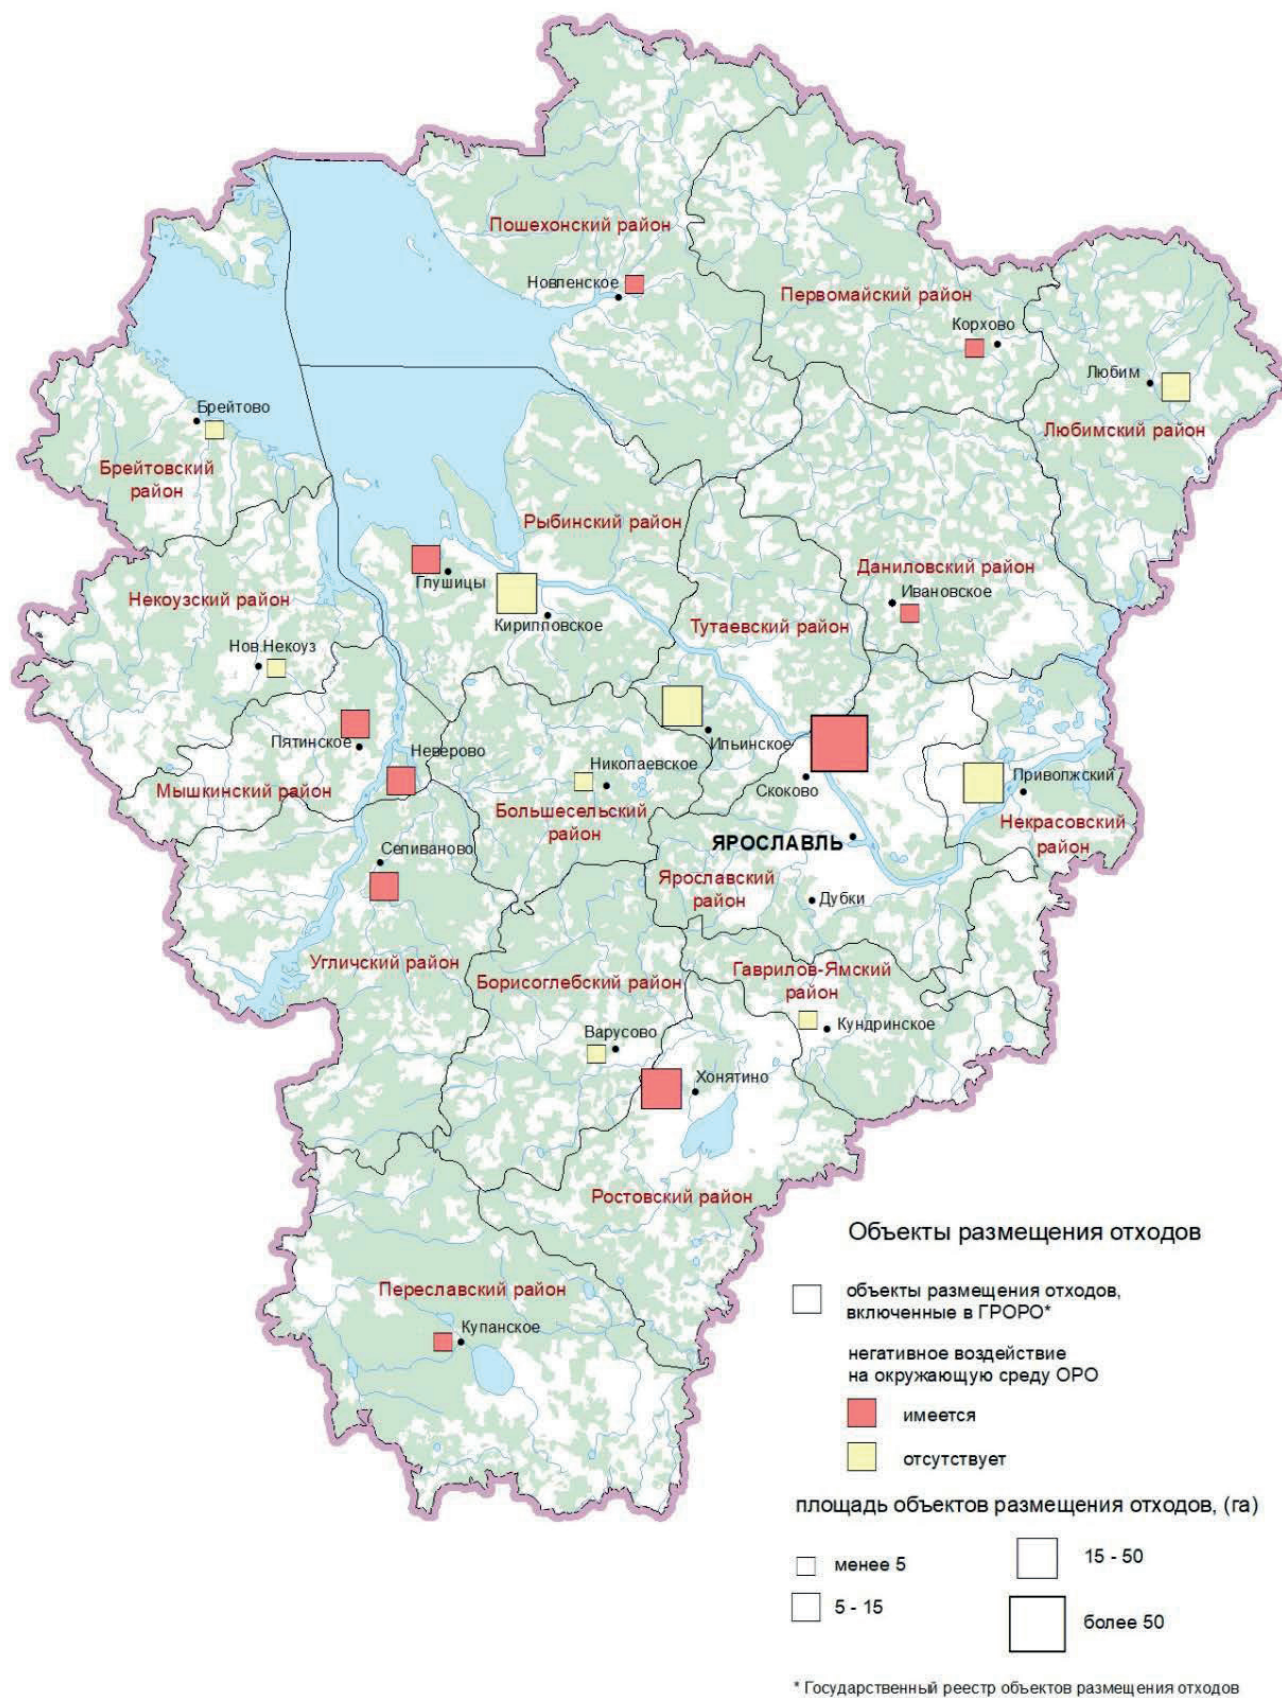 Пошехонский район
Новленское
Первомайский район
Корхово
Любим
Любимский район
Брейтово
Брейтовский
район
Рыбинский район
Глушицы
Кирилловское
Даниловский район
Ивановское
Некоузский район
Нов.Некоуз
Тутаевский район
Ильинское
Пятинское
Неверово
Мышкинский район
Николаевское
Большесельский
район
Скоково
Приволжский
Некрасовский
район
Селиваново
ЯРОСЛАВЛЬ
Ярославский
район
Дубки
Угличский район
Борисоглебский район
Гаврилов-Ямский
район
Кундринское
Варусово
Хонятино
Ростовский район
Переславский район
Купанское
Объекты размещения отходов
объекты размещения отходов,
включенные в ГРОРО*
негативное воздействие
на окружающую среду ОРО
имеется
отсутствует
площадь объектов размещения отходов, (га)
менее 5
15 - 50
5 - 15
более 50
* Государственный реестр объектов размещения отходов